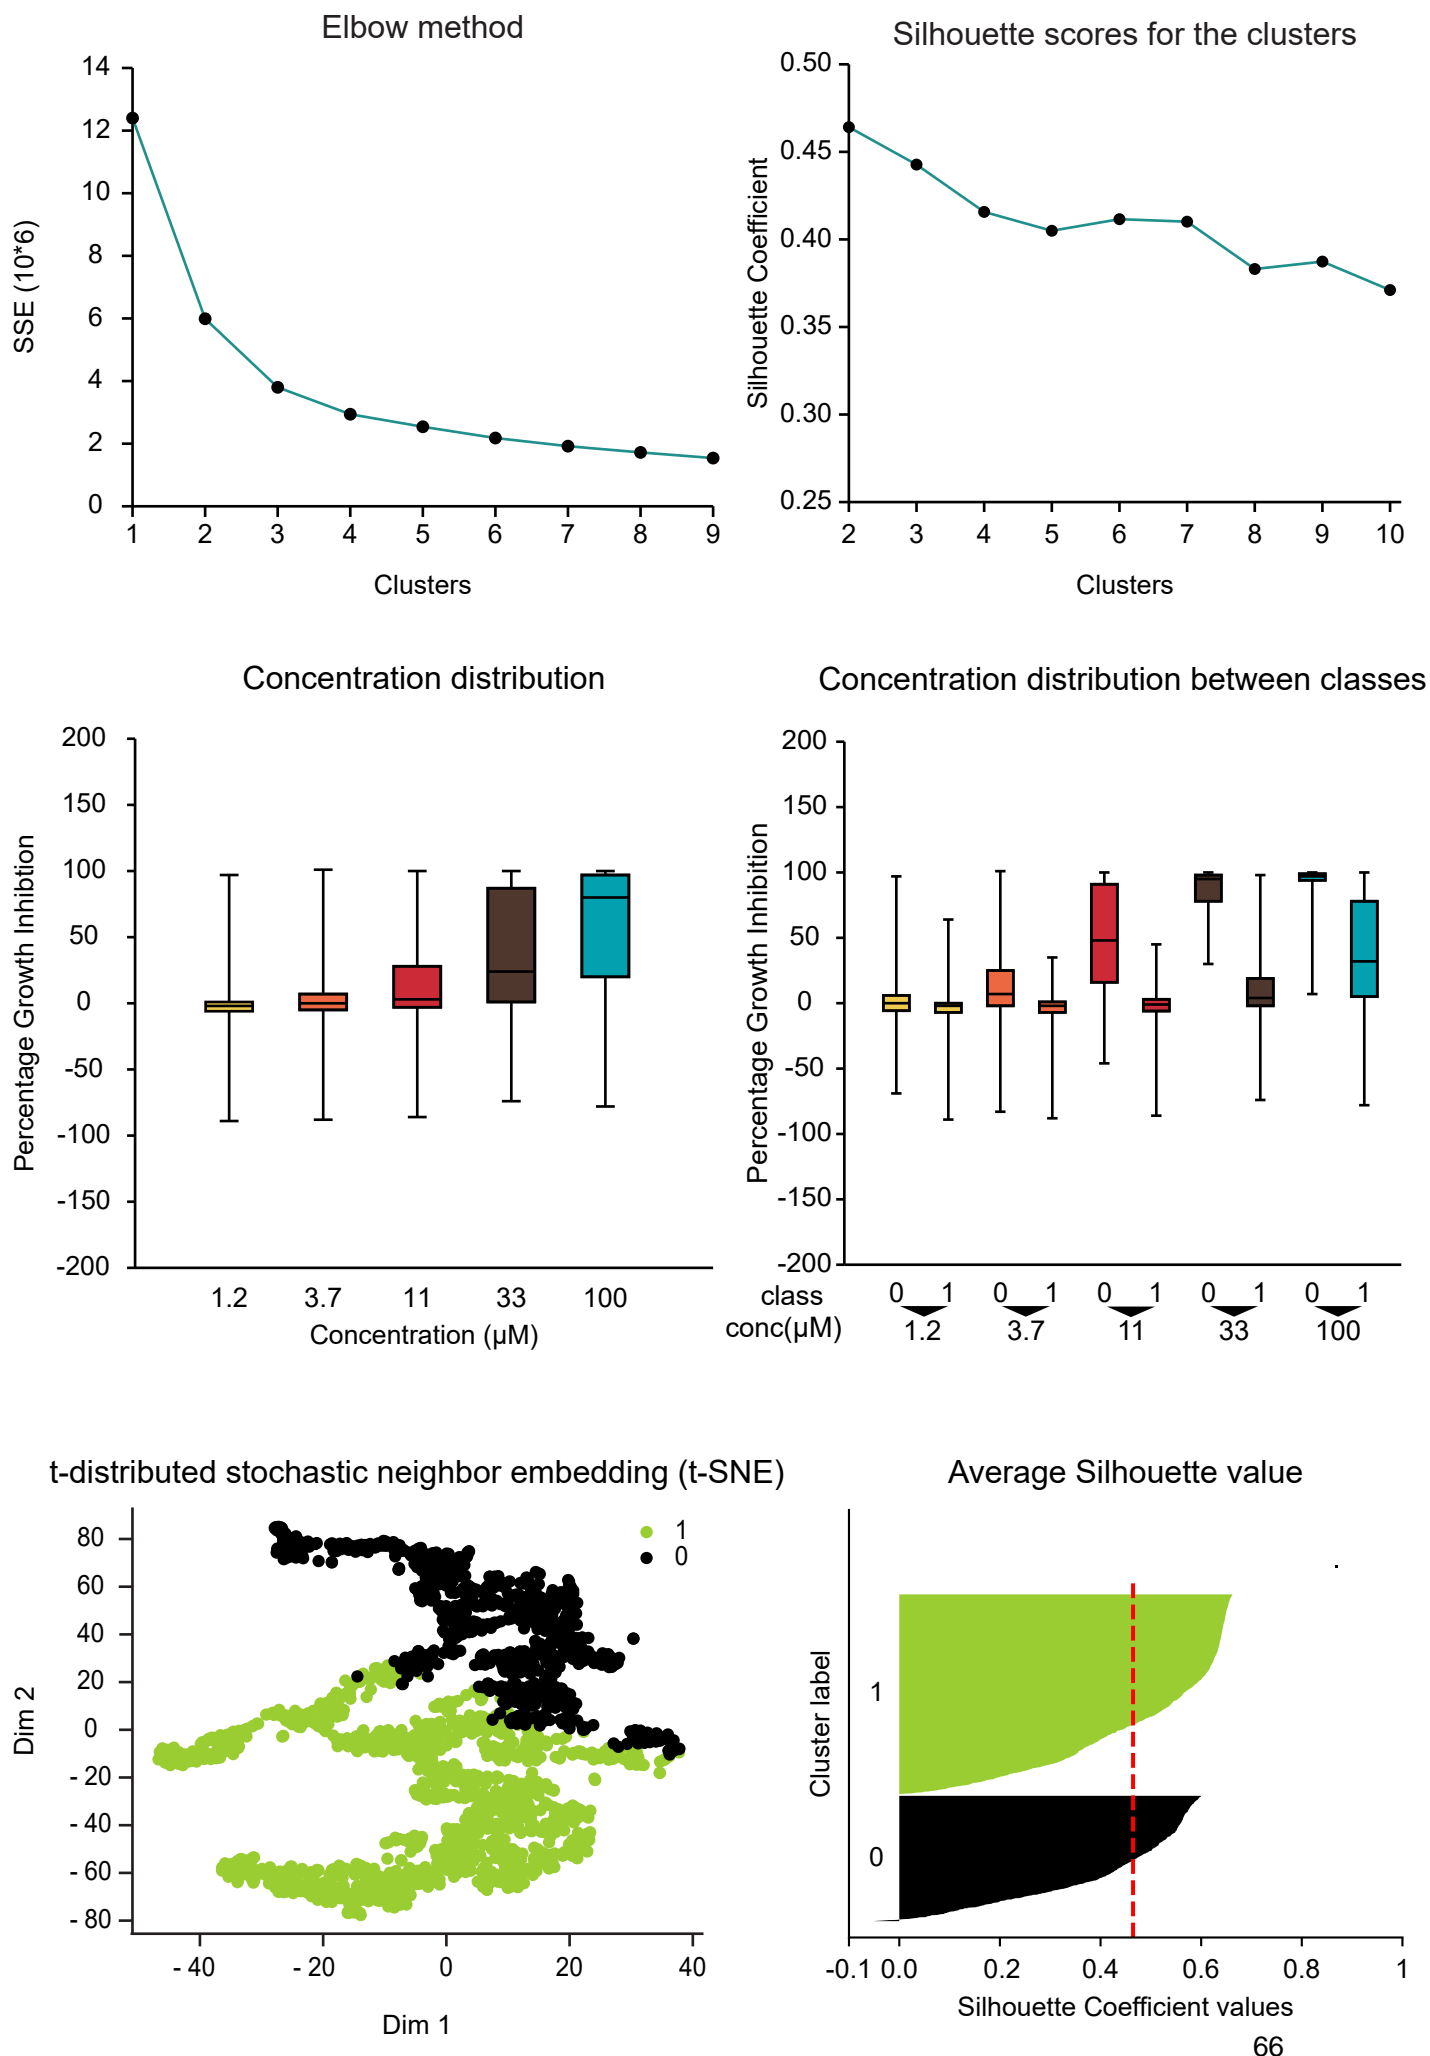 Elbow method
14
12
10
8
6
4
2
0
SSE (10*6)
1 2 3 4 5 6 7 8 9
Clusters
Silhouette scores for the clusters
0.50
0.45
0.40
0.35
0.30
0.25
Silhouette Coefficient
2 3 4 5 6 7 8 9 10
Clusters
Concentration distribution
200
150
100
50
0
-50
-100
-150
-200
Percentage Growth Inhibtion
1.2 3.7 11 33 100
Concentration (µM)
Concentration distribution between classes
200
150
100
50
0
-50
-100
-150
-200
Percentage Growth Inhibition
class 0 1 0 1 0 1 0 1 0 1
conc(µM) 1.2 3.7 11 33 100
t-distributed stochastic neighbor embedding (t-SNE)
1
0
80
60
40
20
0
- 20
- 40
- 60
- 80
Dim 2
- 40 - 20 0 20 40
Dim 1
Average Silhouette value
Cluster label
1
0
-0.1 0.0 0.2 0.4 0.6 0.8 1
Silhouette Coefficient values
66